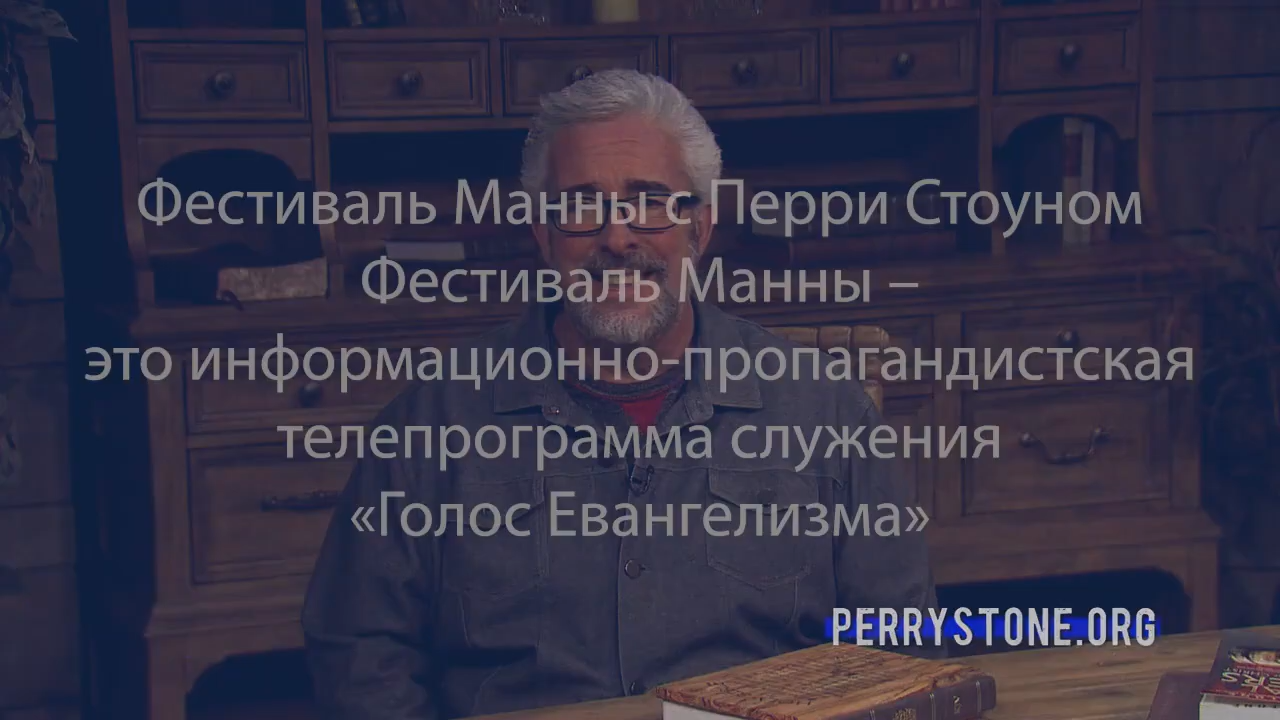 Фестиваль Манны с Перри Стоуном
Фестиваль Манны –
это информационно-пропагандистская
телепрограмма служения
«Голос Евангелизма»
PERRYSTONE.ORG